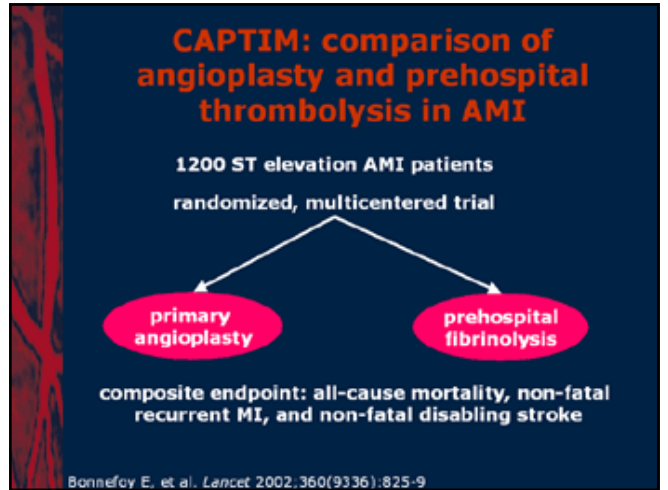 CAPTIM: comparison of
angioplasty and prehospital
thrombolysis in AMI
1200 ST elevation AMI patients
randomized, multicentered trial
primary
angioplasty
prehospital
fibrinolysis
composite endpoint: all-cause mortality, non-fatal
recurrent MI, and non-fatal disabling stroke
Bonnefoy E, et al. Lancet 2002;360(9336):825-9